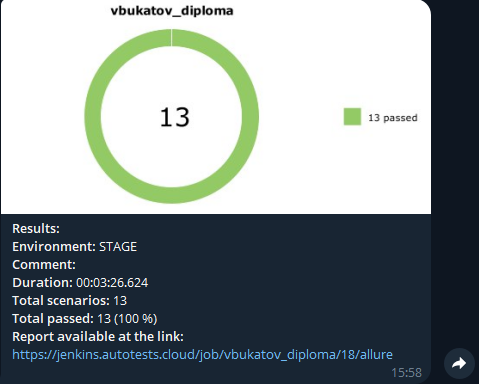 vbukatov_diploma
13
13 passed
Results:
Environment: STAGE
Comment:
Duration: 00:03:26.624
Total scenarios: 13
Total passed: 13 (100 %)
Report available at the link:
https://jenkins.autotests.cloud/job/vbukatov_diploma/18/allure
15:58